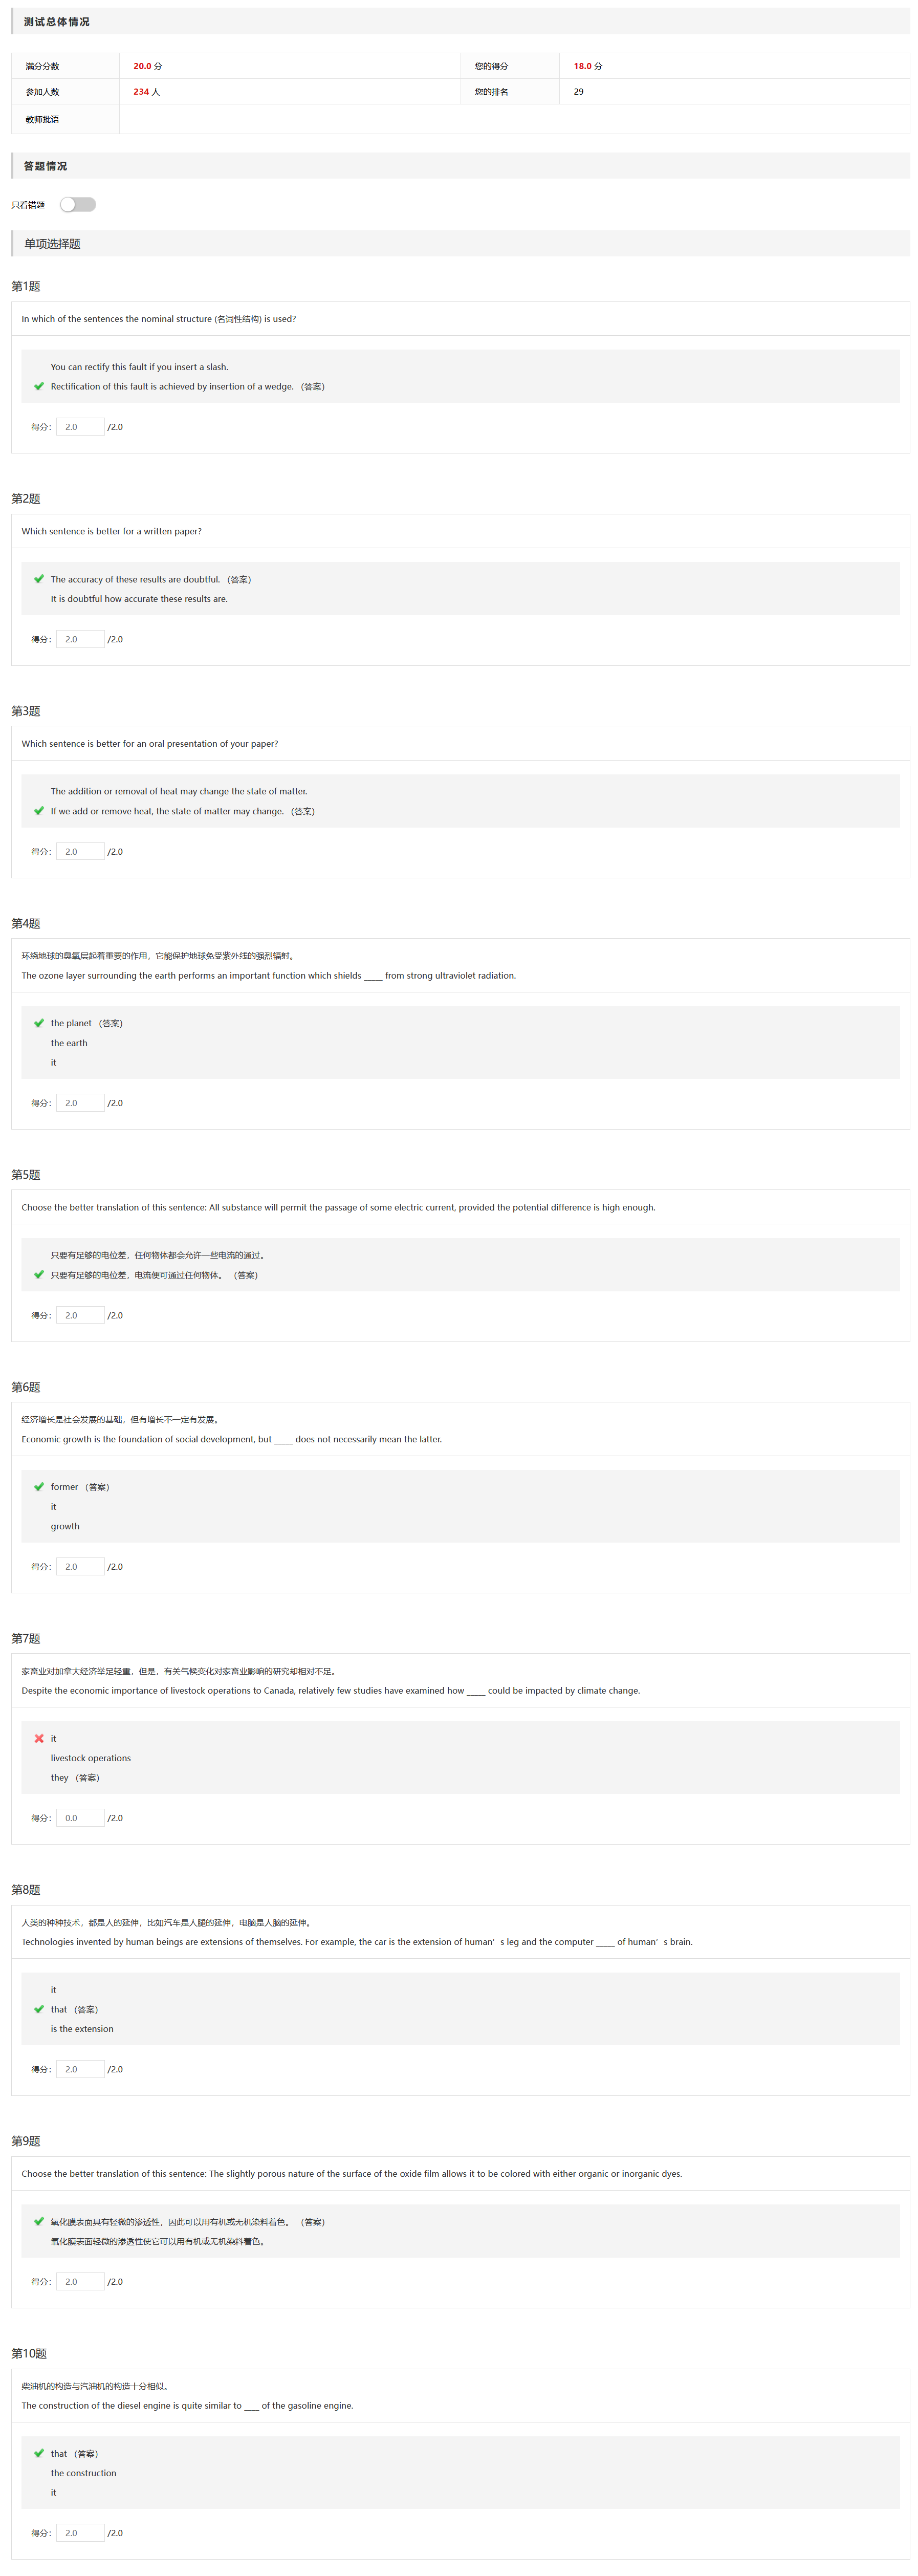 测试总体情况
满分分数 20.0 分 您的得分 18.0 分
参加人数 234 人 您的排名 29
教师批语
答题情况
只看错题
单项选择题
第1题
In which of the sentences the nominal structure (名词性结构) is used?
You can rectify this fault if you insert a slash.
Rectification of this fault is achieved by insertion of a wedge. （答案）
得分： 2.0 /2.0
第2题
Which sentence is better for a written paper?
The accuracy of these results are doubtful. （答案）
It is doubtful how accurate these results are.
得分： 2.0 /2.0
第3题
Which sentence is better for an oral presentation of your paper?
The addition or removal of heat may change the state of matter.
If we add or remove heat, the state of matter may change. （答案）
得分： 2.0 /2.0
第4题
环绕地球的臭氧层起着重要的作用，它能保护地球免受紫外线的强烈辐射。
The ozone layer surrounding the earth performs an important function which shields ____ from strong ultraviolet radiation.
the planet （答案）
the earth
it
得分： 2.0 /2.0
第5题
Choose the better translation of this sentence: All substance will permit the passage of some electric current, provided the potential difference is high enough.
只要有足够的电位差，任何物体都会允许一些电流的通过。
只要有足够的电位差，电流便可通过任何物体。 （答案）
得分： 2.0 /2.0
第6题
经济增长是社会发展的基础，但有增长不一定有发展。
Economic growth is the foundation of social development, but ____ does not necessarily mean the latter.
former （答案）
it
growth
得分： 2.0 /2.0
第7题
家畜业对加拿大经济举足轻重，但是，有关气候变化对家畜业影响的研究却相对不足。
Despite the economic importance of livestock operations to Canada, relatively few studies have examined how ____ could be impacted by climate change.
it
livestock operations
they （答案）
得分： 0.0 /2.0
第8题
人类的种种技术，都是人的延伸，比如汽车是人腿的延伸，电脑是人脑的延伸。
Technologies invented by human beings are extensions of themselves. For example, the car is the extension of human’s leg and the computer ____ of human’s brain.
it
that （答案）
is the extension
得分： 2.0 /2.0
第9题
Choose the better translation of this sentence: The slightly porous nature of the surface of the oxide film allows it to be colored with either organic or inorganic dyes.
氧化膜表面具有轻微的渗透性，因此可以用有机或无机染料着色。 （答案）
氧化膜表面轻微的渗透性使它可以用有机或无机染料着色。
得分： 2.0 /2.0
第10题
柴油机的构造与汽油机的构造十分相似。
The construction of the diesel engine is quite similar to ___ of the gasoline engine.
that （答案）
the construction
it
得分： 2.0 /2.0